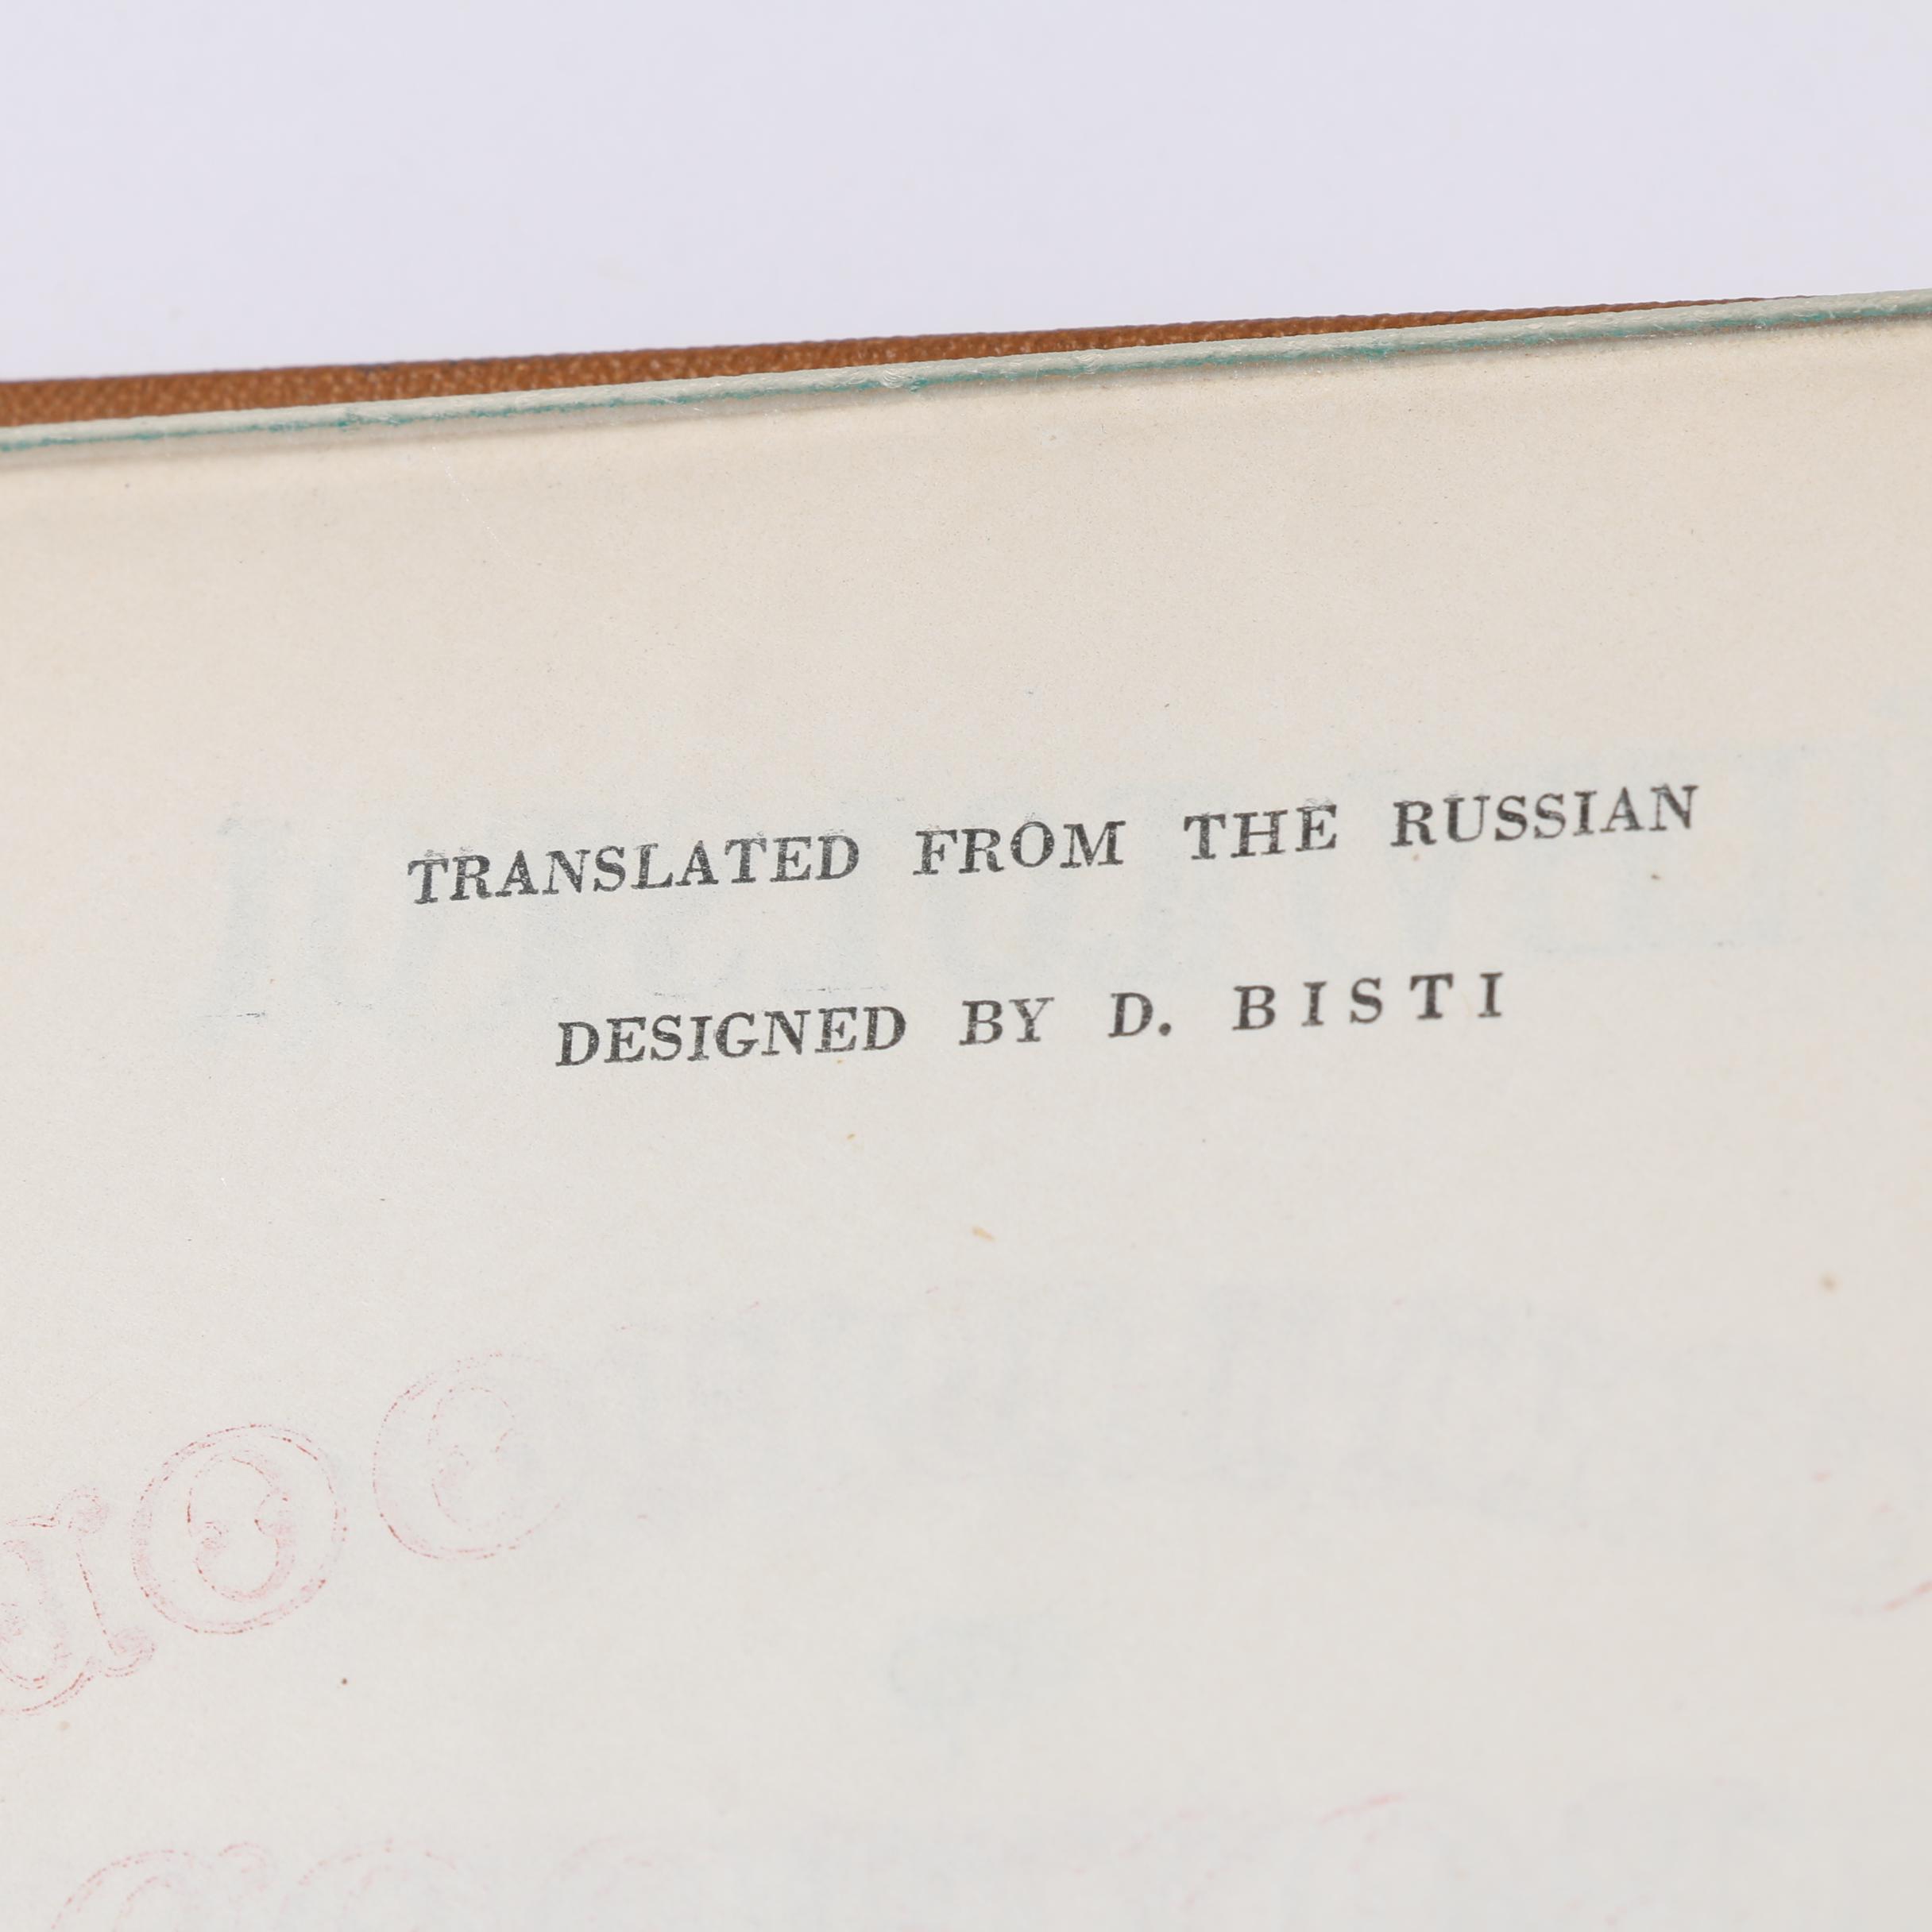 TRANSLATED FROM THE RUSSIAN
DESIGNED BY D. BISTI